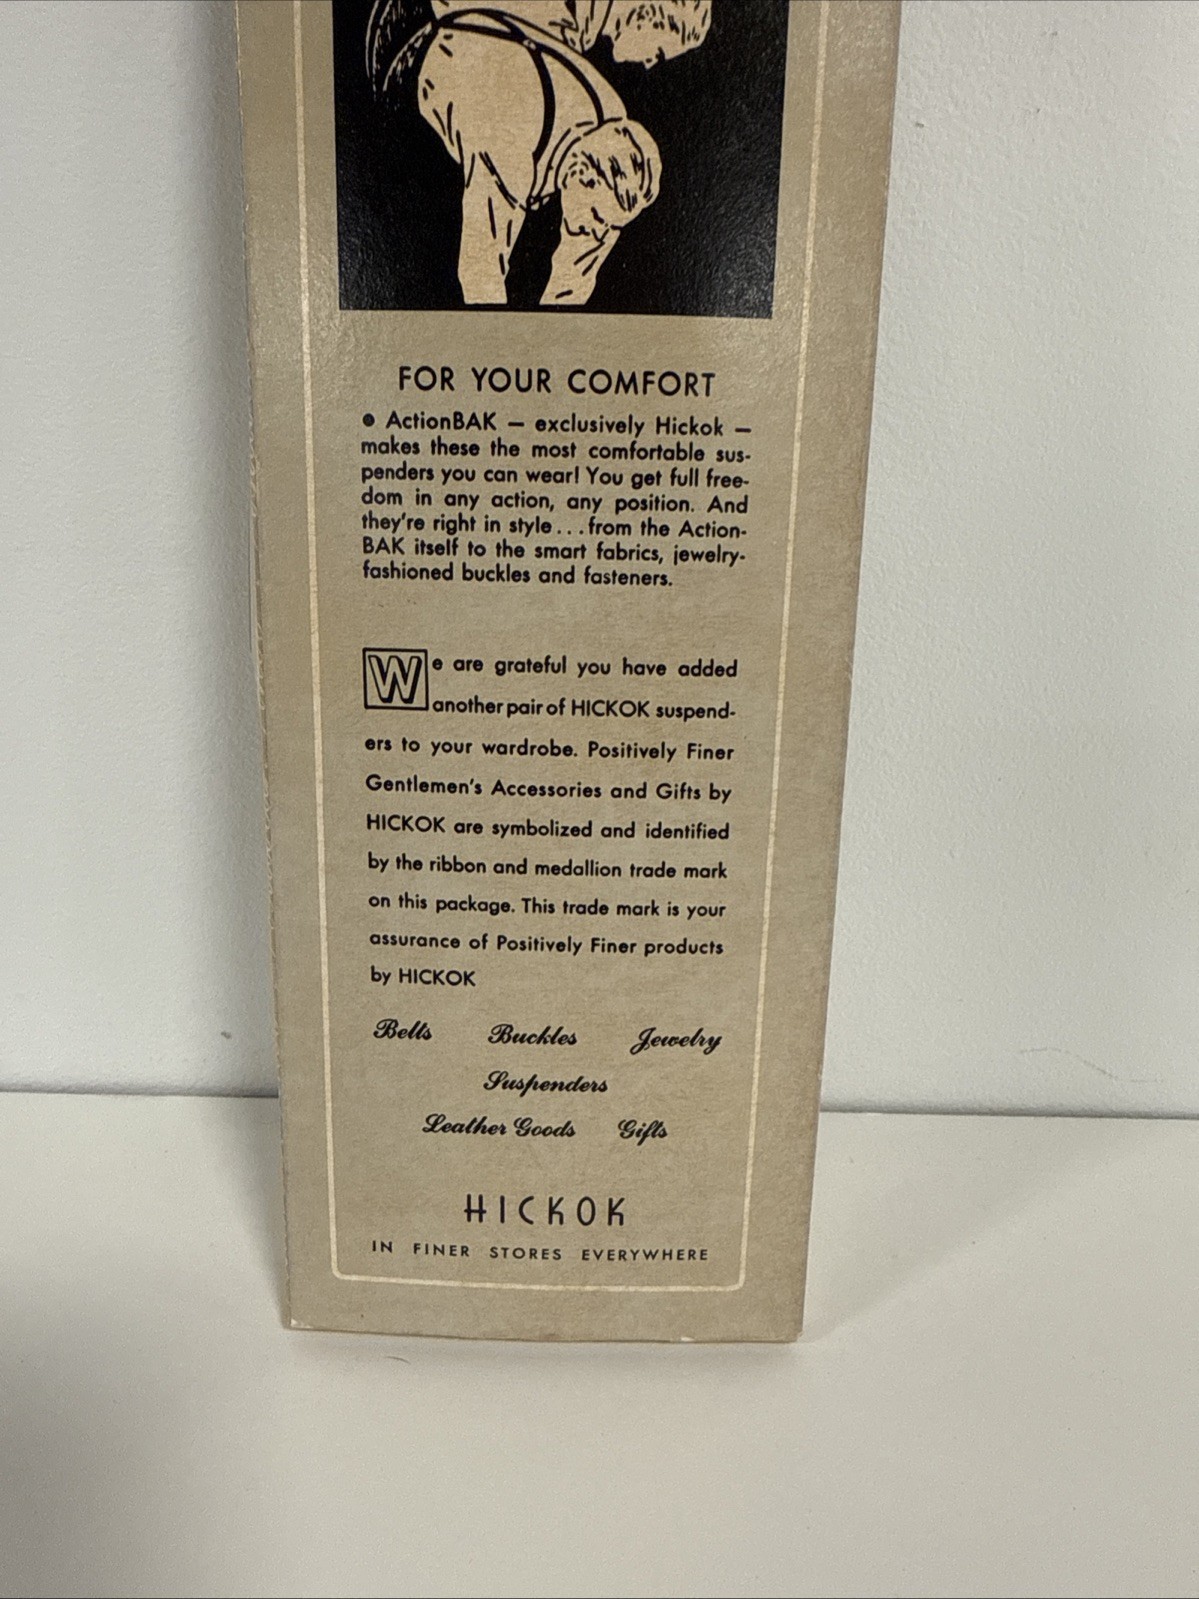 FOR YOUR COMFORT
● ActionBAK — exclusively Hickok —
makes these the most comfortable sus-
penders you can wear! You get full free-
dom in any action, any position. And
they're right in style...from the Action-
BAK itself to the smart fabrics, jewelry-
fashioned buckles and fasteners.
We are grateful you have added
another pair of HICKOK suspend-
ers to your wardrobe. Positively Finer
Gentlemen's Accessories and Gifts by
HICKOK are symbolized and identified
by the ribbon and medallion trade mark
on this package. This trade mark is your
assurance of Positively Finer products
by HICKOK
Belts Buckles Jewelry
Suspenders
Leather Goods Gifts
HICKOK
IN FINER STORES EVERYWHERE